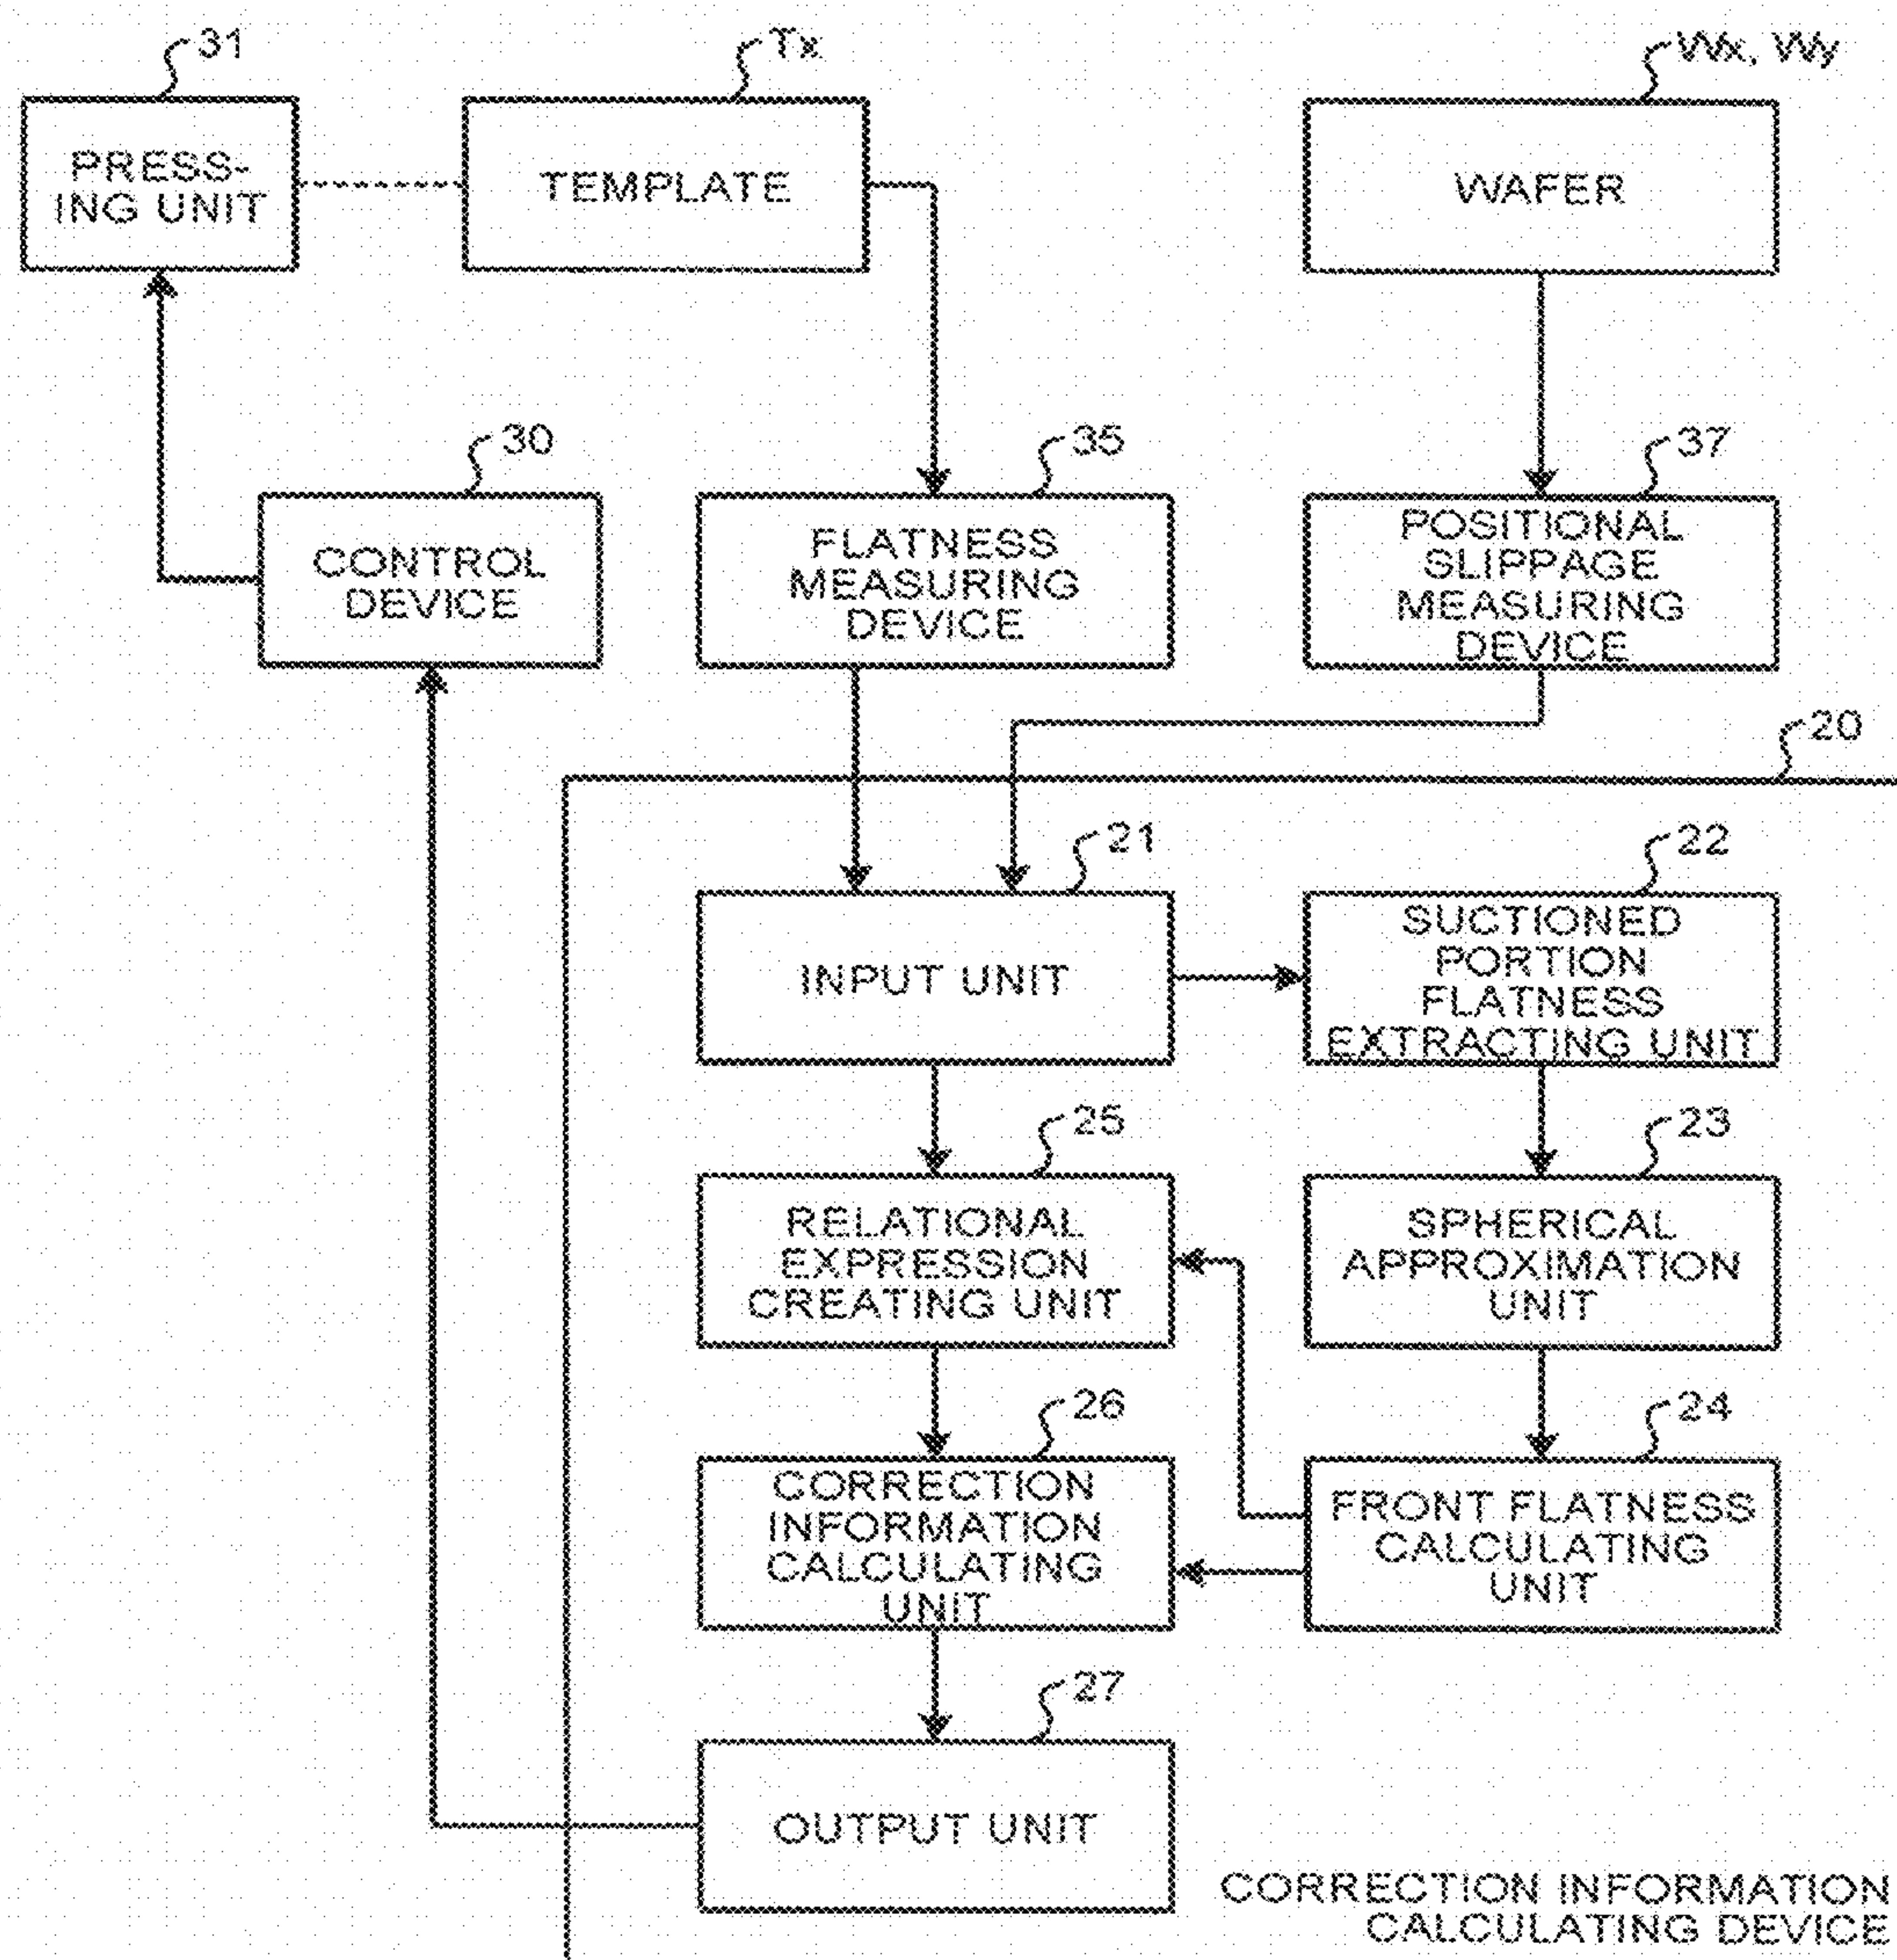 31
Tx
Wx, Wy
PRESS-
ING UNIT
TEMPLATE
WAFER
30
35
37
CONTROL
DEVICE
FLATNESS
MEASURING
DEVICE
POSITIONAL
SLIPPAGE
MEASURING
DEVICE
20
21
22
INPUT UNIT
SUCTIONED
PORTION
FLATNESS
EXTRACTING UNIT
25
23
RELATIONAL
EXPRESSION
CREATING UNIT
SPHERICAL
APPROXIMATION
UNIT
26
24
CORRECTION
INFORMATION
CALCULATING
UNIT
FRONT FLATNESS
CALCULATING
UNIT
27
OUTPUT UNIT
CORRECTION INFORMATION
CALCULATING DEVICE